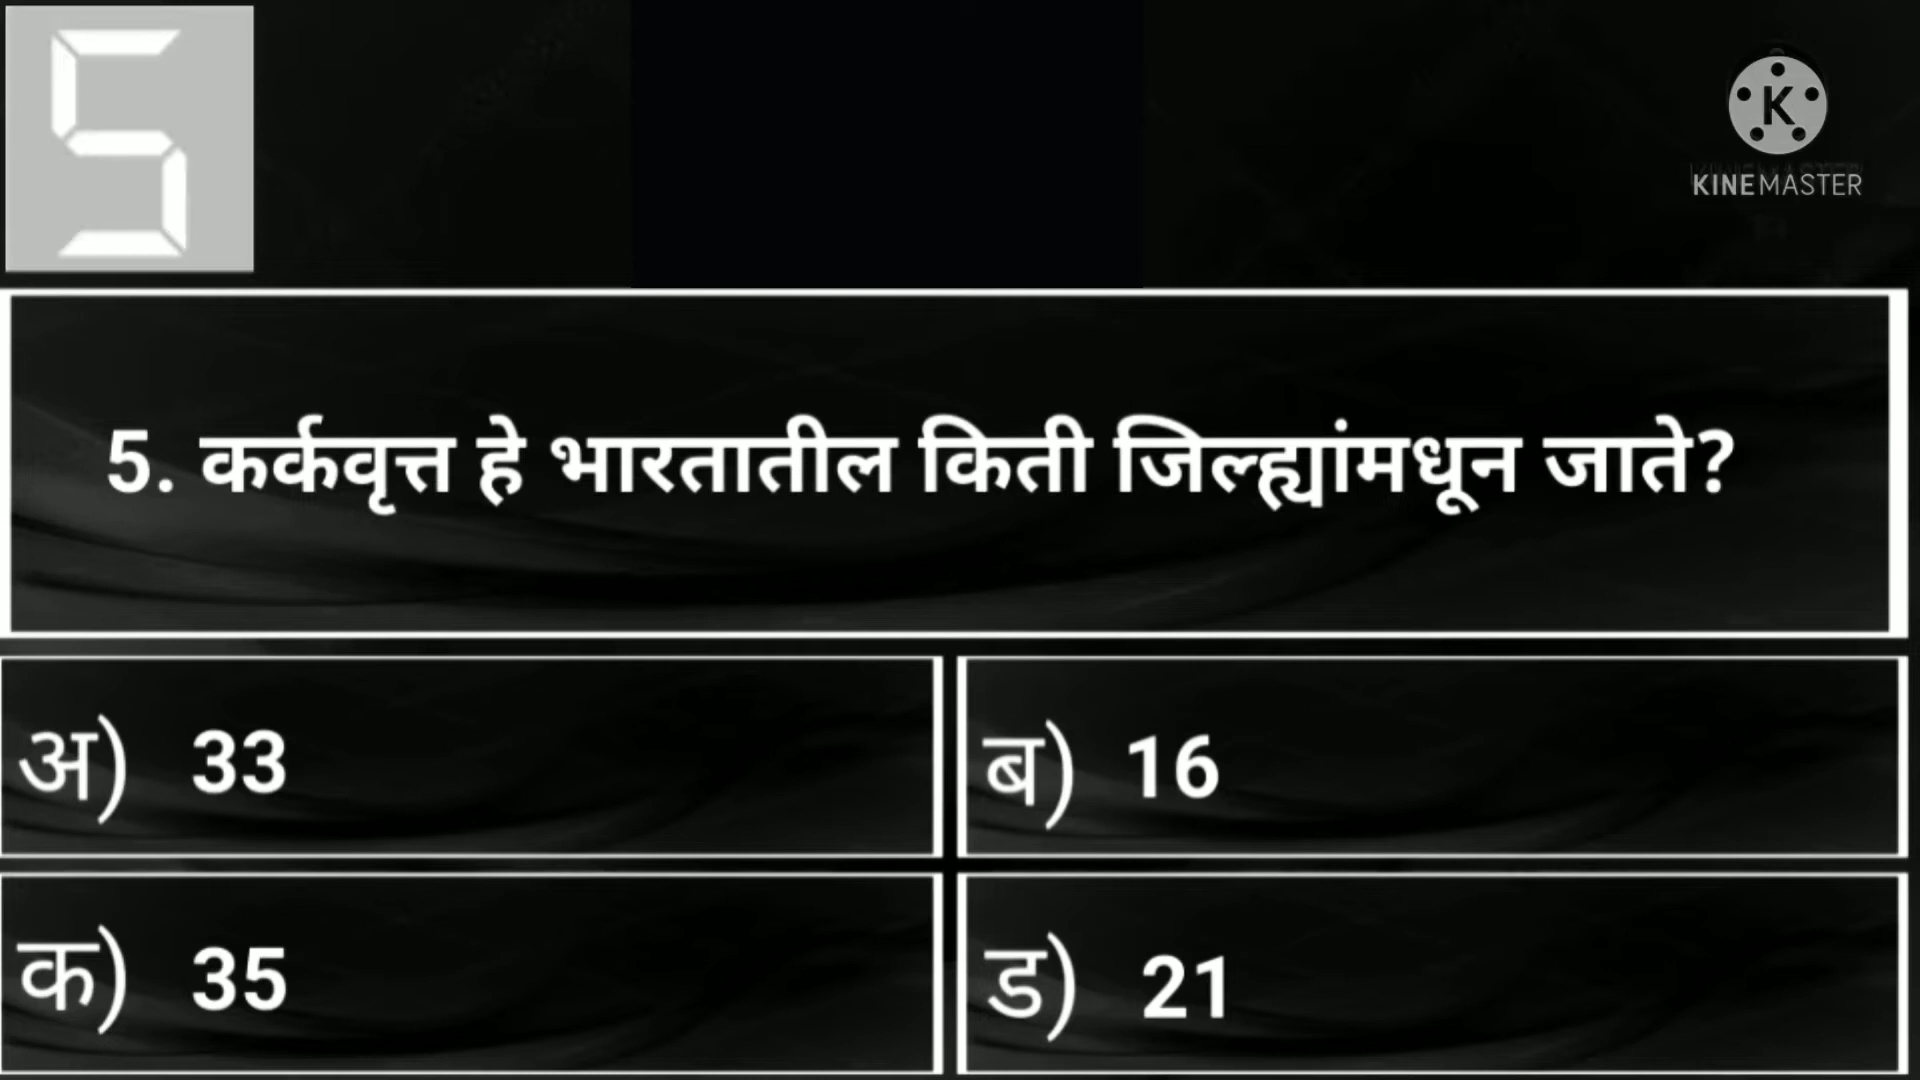 5
KINEMASTER
5. कर्कवृत्त हे भारतातील किती जिल्ह्यांमधून जाते?
अ) 33
ब) 16
क) 35
ड) 21